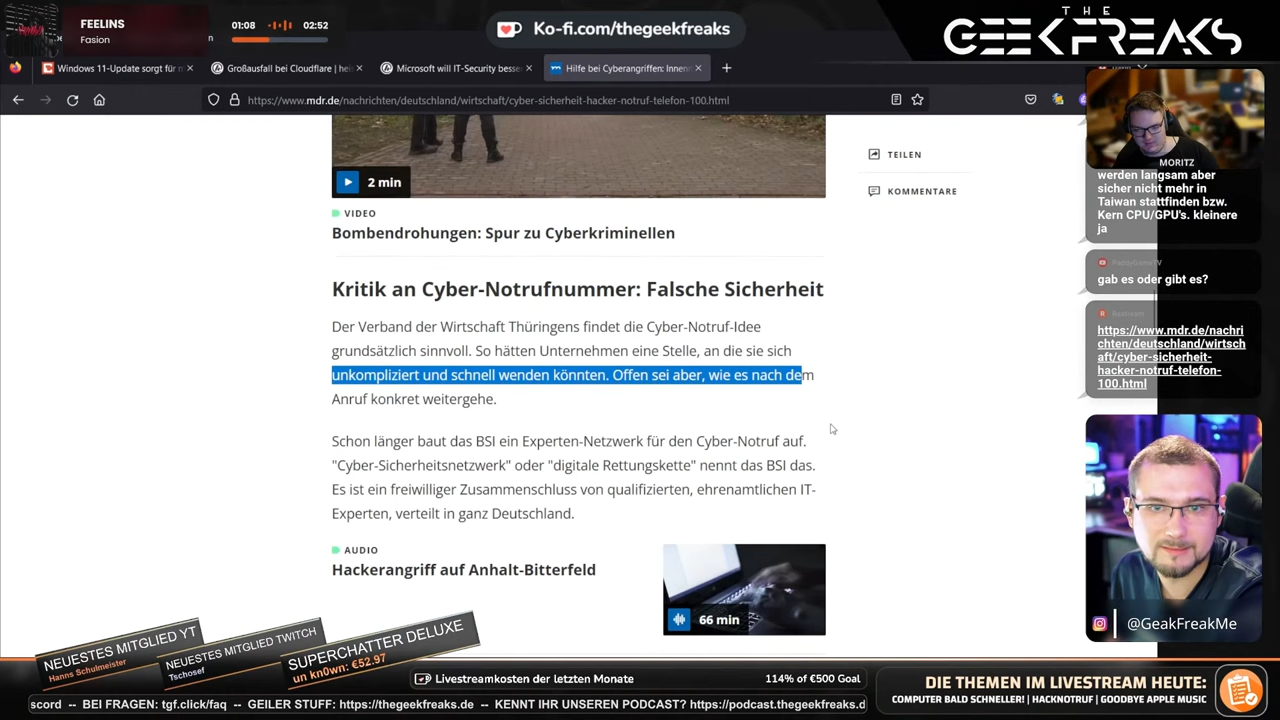 FEELINS
Fasion
01:08
02:52
Ko-fi.com/thegeekfreaks
THE
GEEKFREAKS
Windows 11-Update sorgt für n
Großausfall bei Cloudflare | hei
Microsoft will IT-Security besser
Hilfe bei Cyberangriffen: Innenm
https://www.mdr.de/nachrichten/deutschland/wirtschaft/cyber-sicherheit-hacker-notruf-telefon-100.html
2 min
VIDEO
Bombendrohungen: Spur zu Cyberkriminellen
TEILEN
KOMMENTARE
Kritik an Cyber-Notrufnummer: Falsche Sicherheit
Der Verband der Wirtschaft Thüringens findet die Cyber-Notruf-Idee
grundsätzlich sinnvoll. So hätten Unternehmen eine Stelle, an die sie sich
unkompliziert und schnell wenden könnten. Offen sei aber, wie es nach dem
Anruf konkret weitergehe.
Schon länger baut das BSI ein Experten-Netzwerk für den Cyber-Notruf auf.
"Cyber-Sicherheitsnetzwerk" oder "digitale Rettungskette" nennt das BSI das.
Es ist ein freiwilliger Zusammenschluss von qualifizierten, ehrenamtlichen IT-
Experten, verteilt in ganz Deutschland.
AUDIO
Hackerangriff auf Anhalt-Bitterfeld
66 min
MORITZ
werden langsam aber
sicher nicht mehr in
Taiwan stattfinden bzw.
Kern CPU/GPU's. kleinere
ja
gab es oder gibt es?
Restream
https://www.mdr.de/nachri
chten/deutschland/wirtsch
aft/cyber-sicherheit-
hacker-notruf-telefon-
100.html
@GeakFreakMe
NEUESTES MITGLIED YT
Hanns Schulmeister
NEUESTES MITGLIED TWITCH
Tschosef
SUPERCHATTER DELUXE
un kn0wn: €52.97
Livestreamkosten der letzten Monate
114% of €500 Goal
scord -- BEI FRAGEN: tgf.click/faq -- GEILER STUFF: https://thegeekfreaks.de -- KENNT IHR UNSEREN PODCAST? https://podcast.thegeekfreaks.d
DIE THEMEN IM LIVESTREAM HEUTE:
COMPUTER BALD SCHNELLER! | HACKNOTRUF | GOODBYE APPLE MUSIC